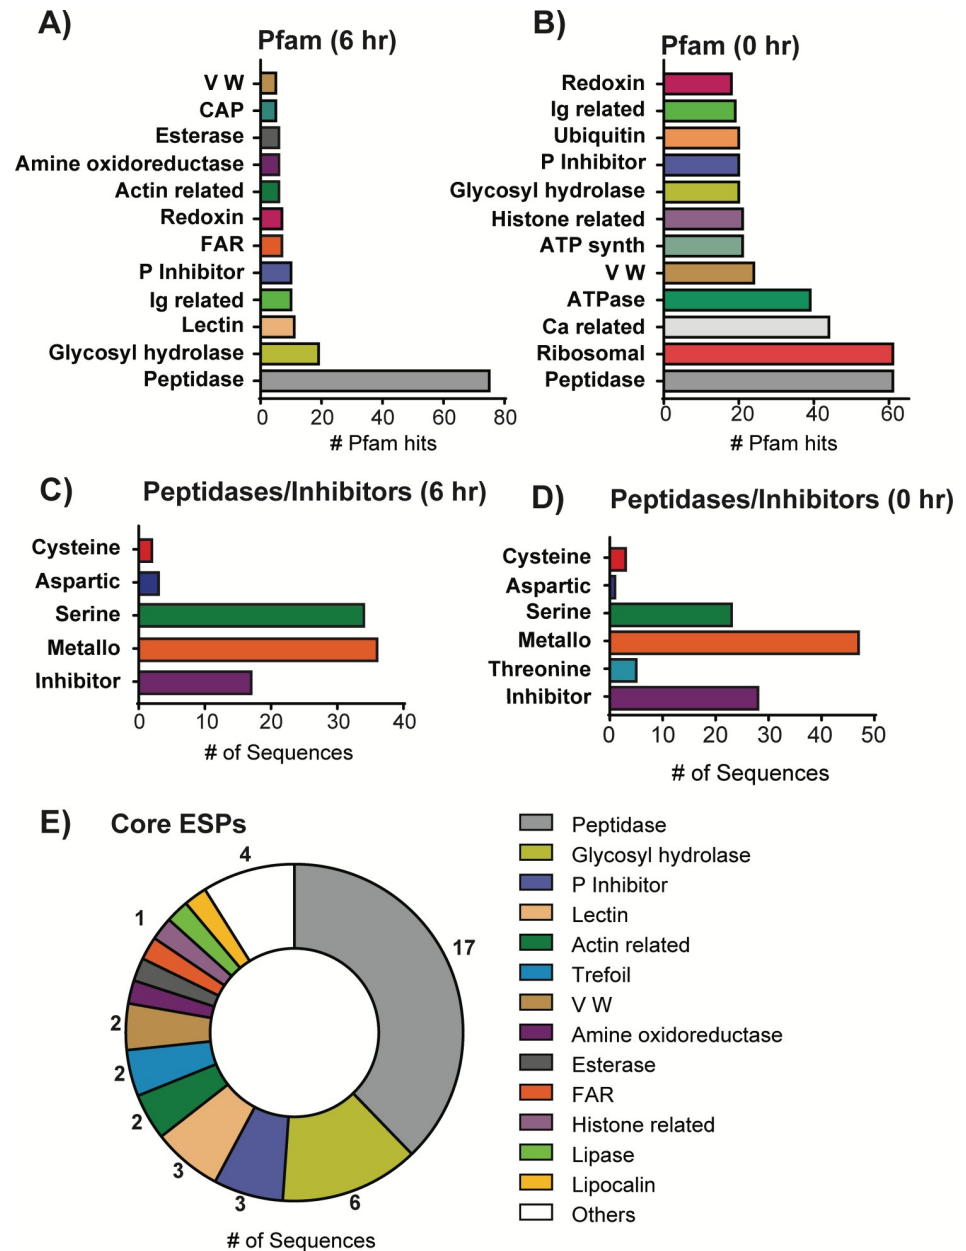 A)
Pfam (6 hr)
V W
CAP
Esterase
Amine oxidoreductase
Actin related
Redoxin
FAR
P Inhibitor
Ig related
Lectin
Glycosyl hydrolase
Peptidase
0 20 40 60 80
# Pfam hits
B)
Pfam (0 hr)
Redoxin
Ig related
Ubiquitin
P Inhibitor
Glycosyl hydrolase
Histone related
ATP synth
V W
ATPase
Ca related
Ribosomal
Peptidase
0 20 40 60
# Pfam hits
C)
Peptidases/Inhibitors (6 hr)
Cysteine
Aspartic
Serine
Metallo
Inhibitor
0 10 20 30 40
# of Sequences
D)
Peptidases/Inhibitors (0 hr)
Cysteine
Aspartic
Serine
Metallo
Threonine
Inhibitor
0 10 20 30 40 50
# of Sequences
E)
Core ESPs
4
1
17
2
2
2
3
3
6
# of Sequences
Peptidase
Glycosyl hydrolase
P Inhibitor
Lectin
Actin related
Trefoil
V W
Amine oxidoreductase
Esterase
FAR
Histone related
Lipase
Lipocalin
Others